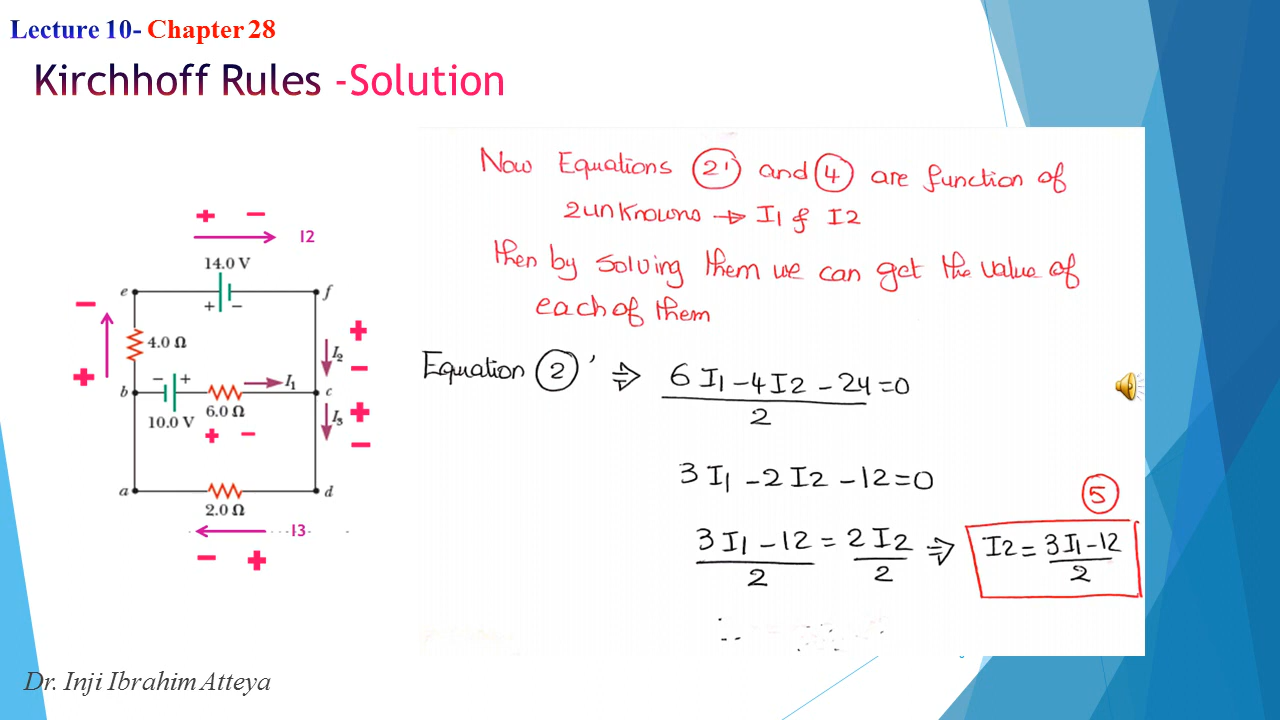 Lecture 10- Chapter 28
Kirchhoff Rules -Solution
Now Equations 2' and 4 are function of
2 unknowns → I1 & I2
then by solving them we can get the value of
each of them
Equation 2' ⇒ 6 I1 - 4 I2 - 24 = 0
2
3 I1 - 2 I2 - 12 = 0
5
3 I1 - 12 = 2 I2 ⇒ I2 = 3 I1 - 12
2 2 2
+ −
I2
14.0 V
e f
+ −
−
4.0 Ω
+
+
I2
−
− +
I1
b c
10.0 V 6.0 Ω
+ −
I3
+
−
a d
2.0 Ω
I3
− +
Dr. Inji Ibrahim Atteya